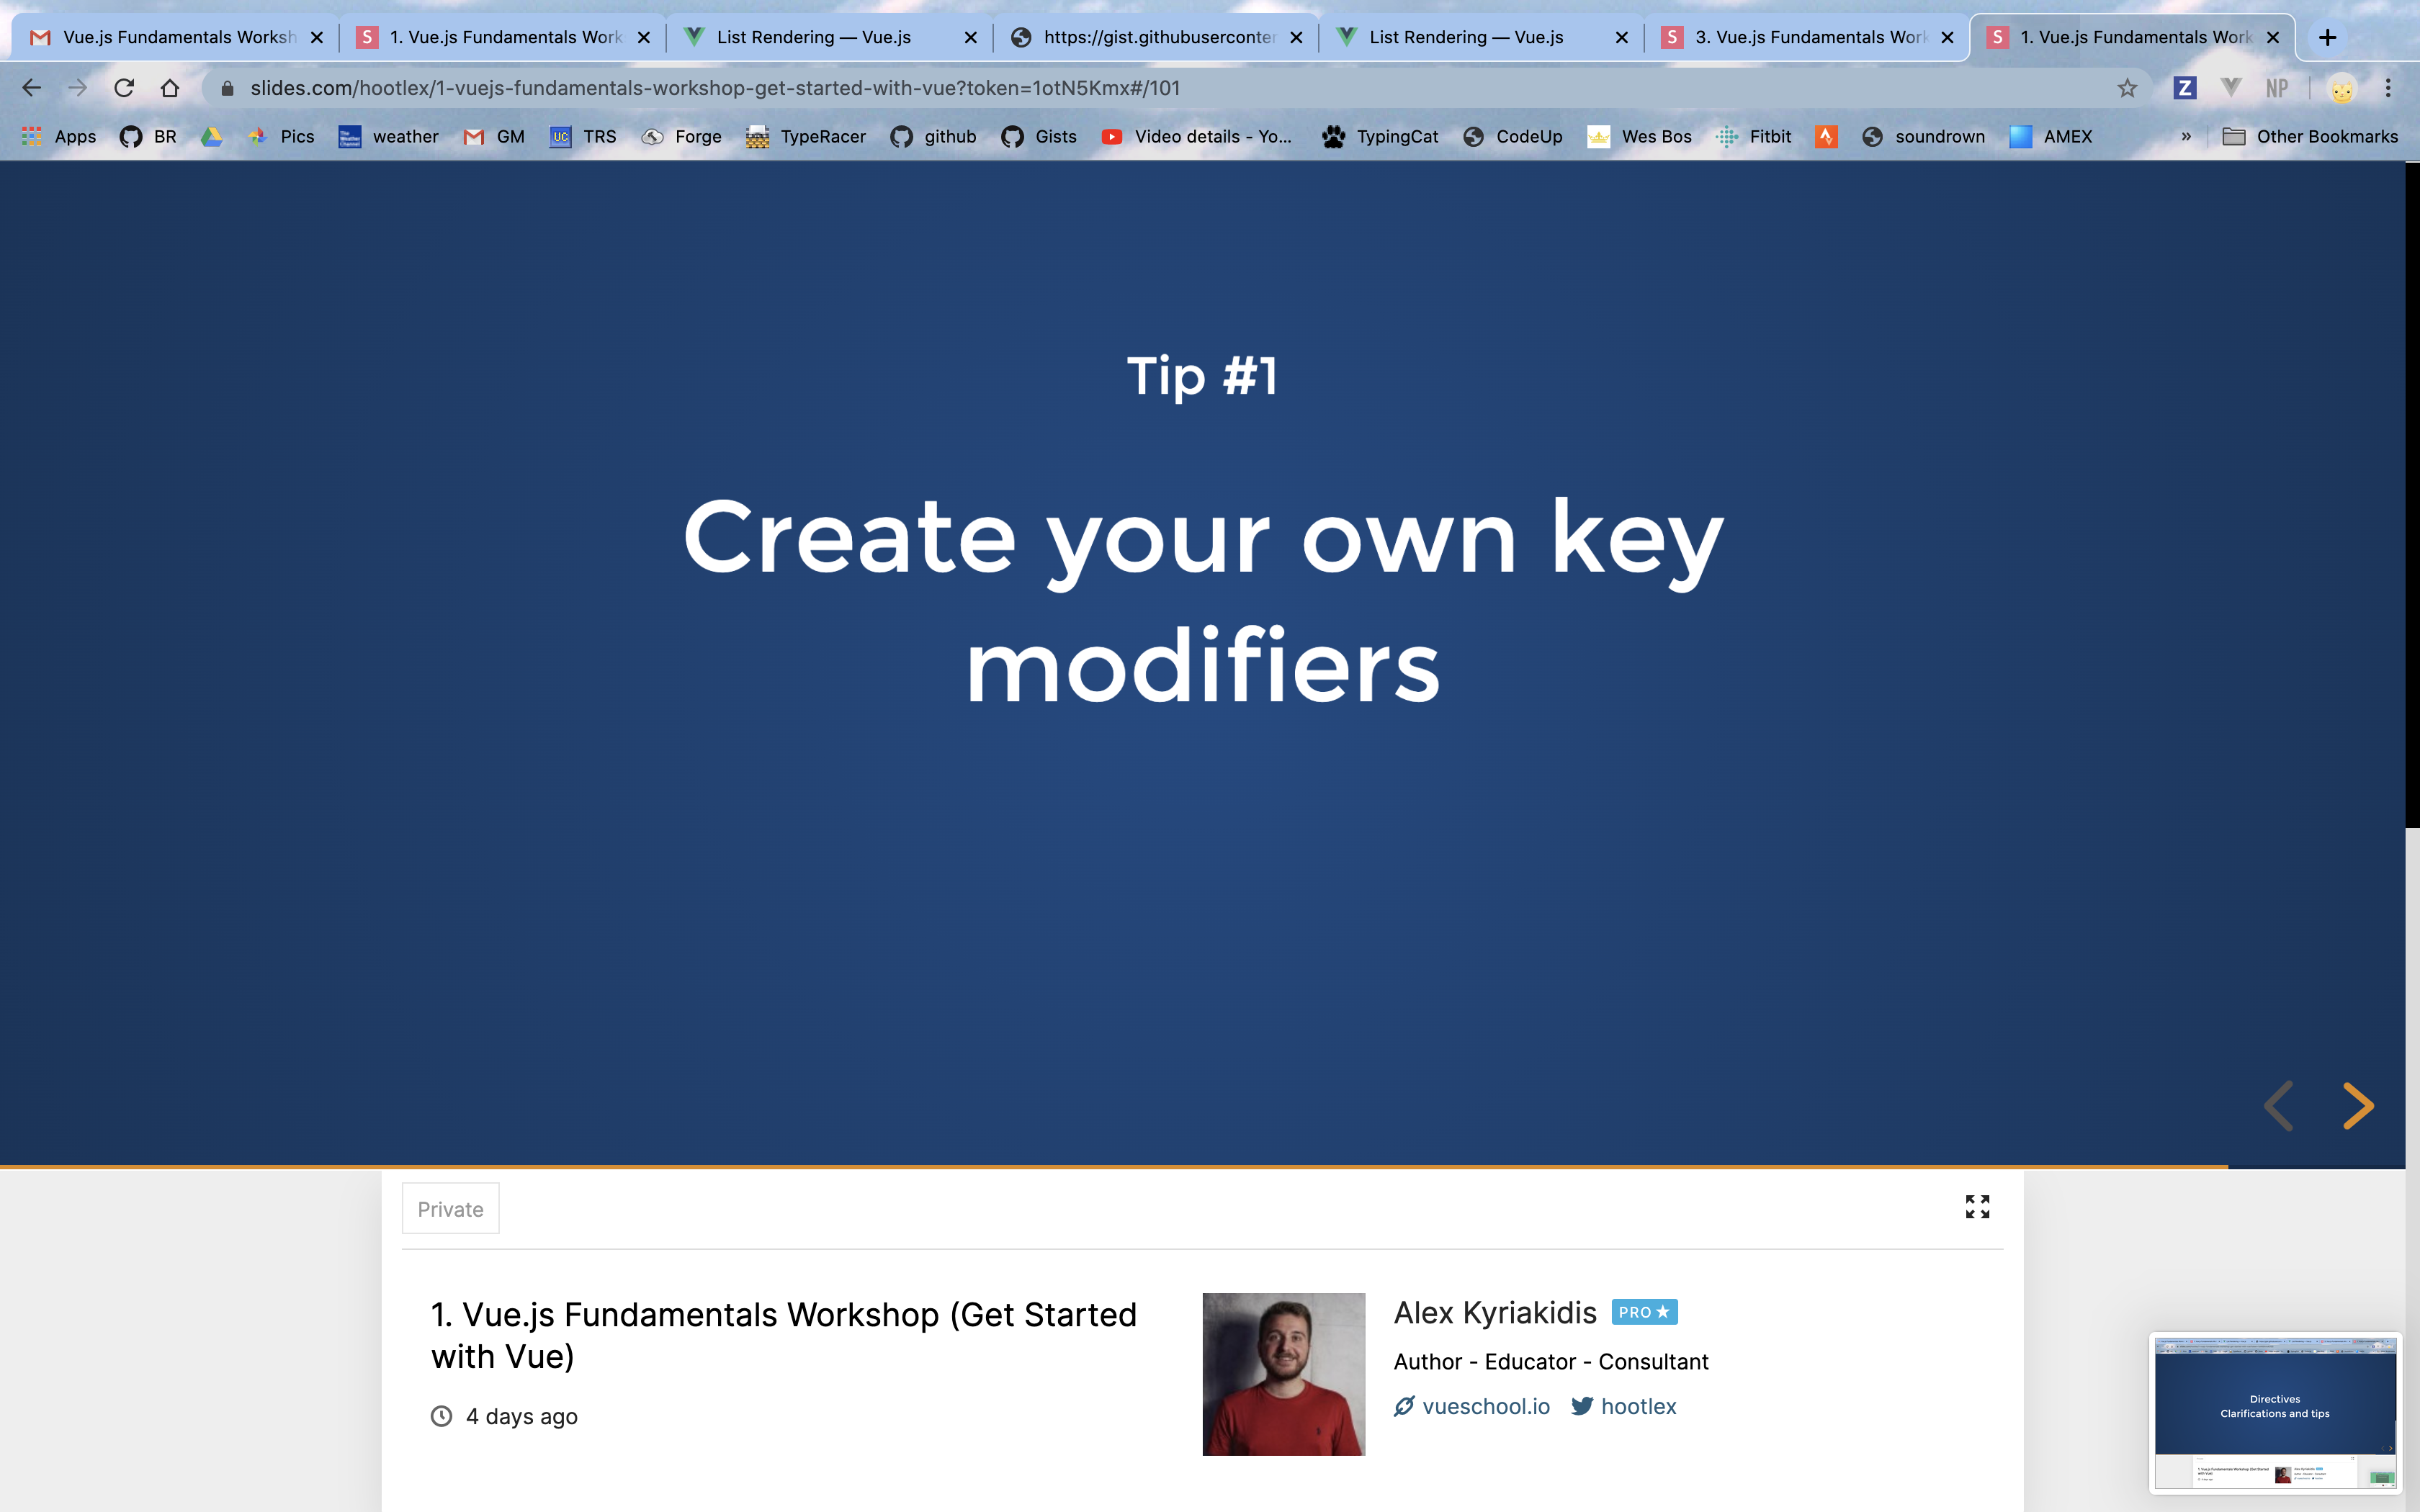 Vue.js Fundamentals Worksh
1. Vue.js Fundamentals Work
List Rendering — Vue.js
https://gist.githubuserconter
List Rendering — Vue.js
3. Vue.js Fundamentals Work
1. Vue.js Fundamentals Work
slides.com/hootlex/1-vuejs-fundamentals-workshop-get-started-with-vue?token=1otN5Kmx#/101
NP
Apps
BR
Pics
weather
GM
TRS
Forge
TypeRacer
github
Gists
Video details - Yo...
TypingCat
CodeUp
Wes Bos
Fitbit
soundrown
AMEX
»
Other Bookmarks
Tip #1
Create your own key
modifiers
Private
1. Vue.js Fundamentals Workshop (Get Started
with Vue)
4 days ago
Alex Kyriakidis PRO
Author - Educator - Consultant
vueschool.io hootlex
Directives
Clarifications and tips